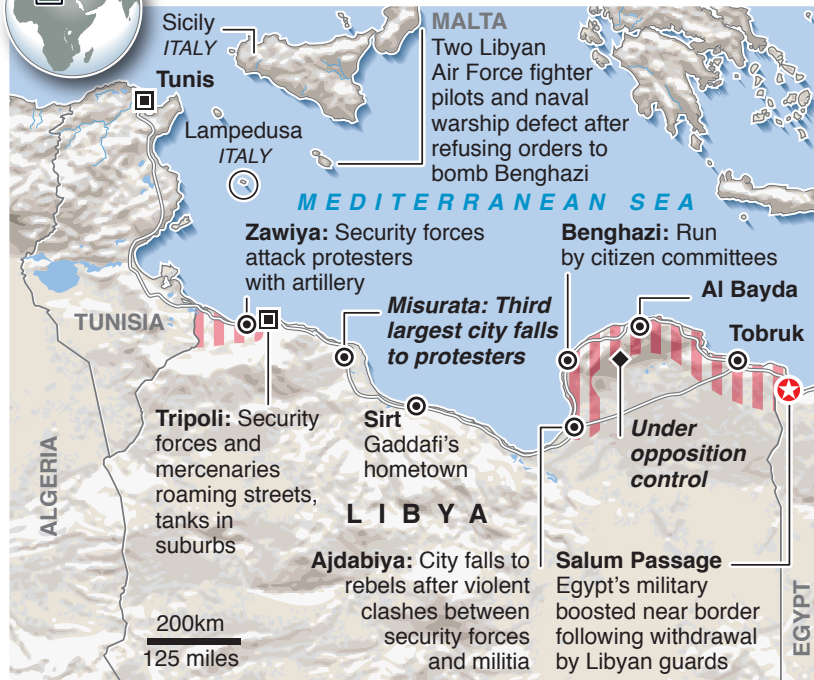 Sicily
ITALY
MALTA
Two Libyan
Air Force fighter
pilots and naval
warship defect after
refusing orders to
bomb Benghazi
Tunis
Lampedusa
ITALY
MEDITERRANEAN SEA
Zawiya: Security forces
attack protesters
with artillery
Benghazi: Run
by citizen committees
Al Bayda
Misurata: Third
largest city falls
to protesters
TUNISIA
Tobruk
Tripoli: Security
forces and
mercenaries
roaming streets,
tanks in
suburbs
Sirt
Gaddafi's
hometown
Under
opposition
control
ALGERIA
LIBYA
Ajdabiya: City falls to
rebels after violent
clashes between
security forces
and militia
Salum Passage
Egypt's military
boosted near border
following withdrawal
by Libyan guards
EGYPT
200km
125 miles